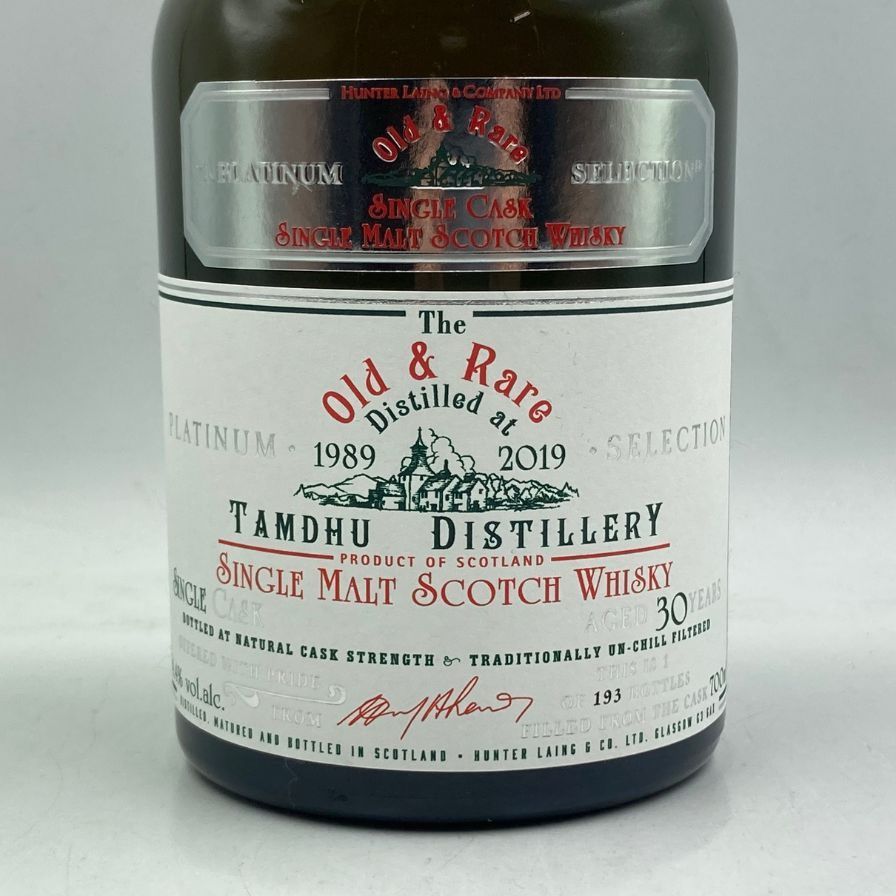 HUNTER LAING & COMPANY LTD
Old & Rare
PLATINUM SELECTION
SINGLE CASK
SINGLE MALT SCOTCH WHISKY
The
Old & Rare
Distilled at
PLATINUM · · SELECTION
1989 2019
TAMDHU DISTILLERY
PRODUCT OF SCOTLAND
SINGLE MALT SCOTCH WHISKY
SINGLE CASK AGED 30 YEARS
BOTTLED AT NATURAL CASK STRENGTH & TRADITIONALLY UN-CHILL FILTERED
OFFERED WITH PRIDE THIS IS 1
vol.alc. FROM OF 193 BOTTLES
FILLED FROM THE CASK
DISTILLED, MATURED AND BOTTLED IN SCOTLAND · HUNTER LAING & CO. LTD. GLASGOW G3